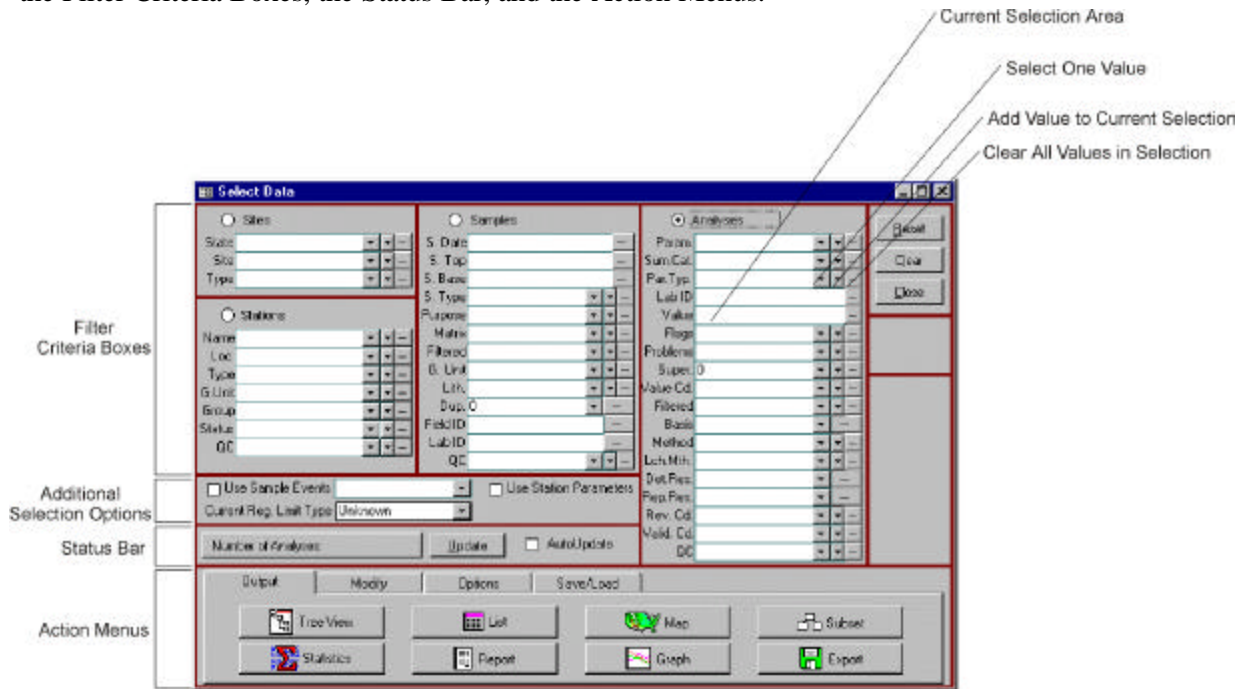 the Filter Criteria Boxes, the Status Bar, and the Action Menus.
Current Selection Area
Select One Value
Add Value to Current Selection
Clear All Values in Selection
Select Data
Filter
Criteria Boxes
Additional
Selection Options
Status Bar
Action Menus
Sites
State
Site
Type
Stations
Name
Loc
Type
G.Unit
Group
Status
QC
Samples
S. Date
S. Top
S. Base
S. Type
Purpose
Matrix
Filtered
G. Unit
Lith.
Dup. 0
Field ID
Lab ID
QC
Analyses
Param
Sum.Cat.
Par.Typ.
Lab ID
Value
Flags
Problems
Super. 0
Value Cd.
Filtered
Basis
Method
Lch.Mth.
Det.Res.
Rep.Res.
Rev. Cd.
Valid. Cd.
QC
Reset
Clear
Close
Use Sample Events
Use Station Parameters
Current Reg. Limit Type Unknown
Number of Analyses:
Update
AutoUpdate
Output
Modify
Options
Save/Load
Tree View
List
Map
Subset
Statistics
Report
Graph
Export